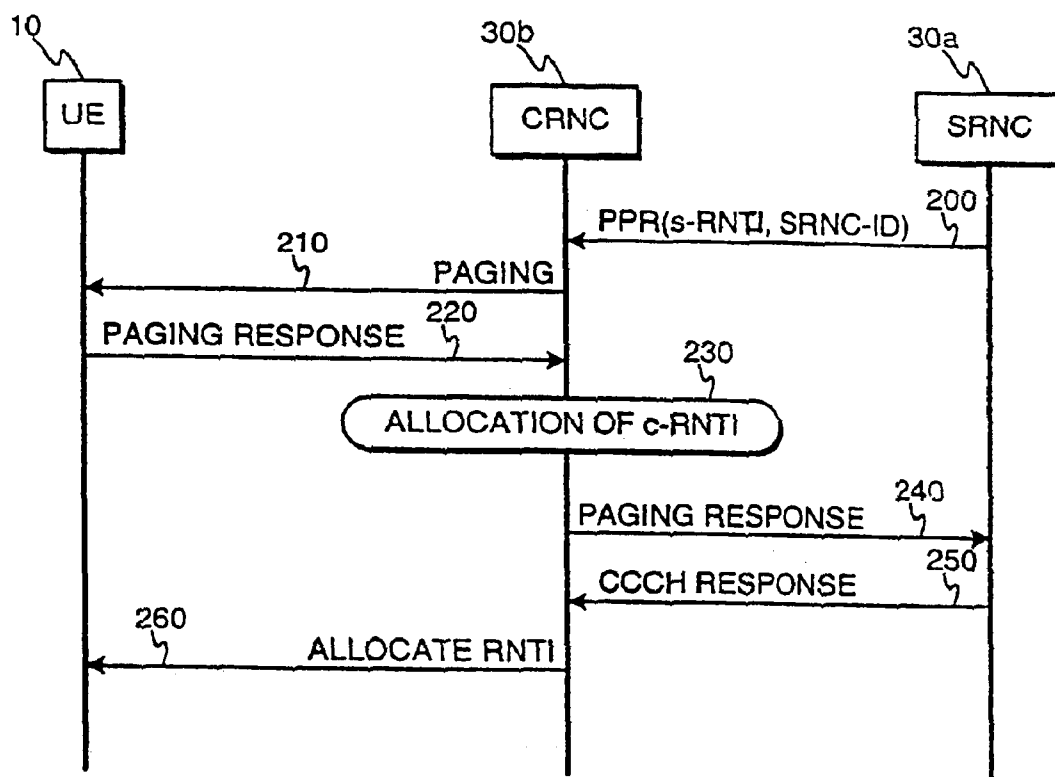 10
30b
30a
UE
CRNC
SRNC
200
PPR(s-RNTI, SRNC-ID)
210
PAGING
220
PAGING RESPONSE
230
ALLOCATION OF c-RNTI
240
PAGING RESPONSE
250
CCCH RESPONSE
260
ALLOCATE RNTI